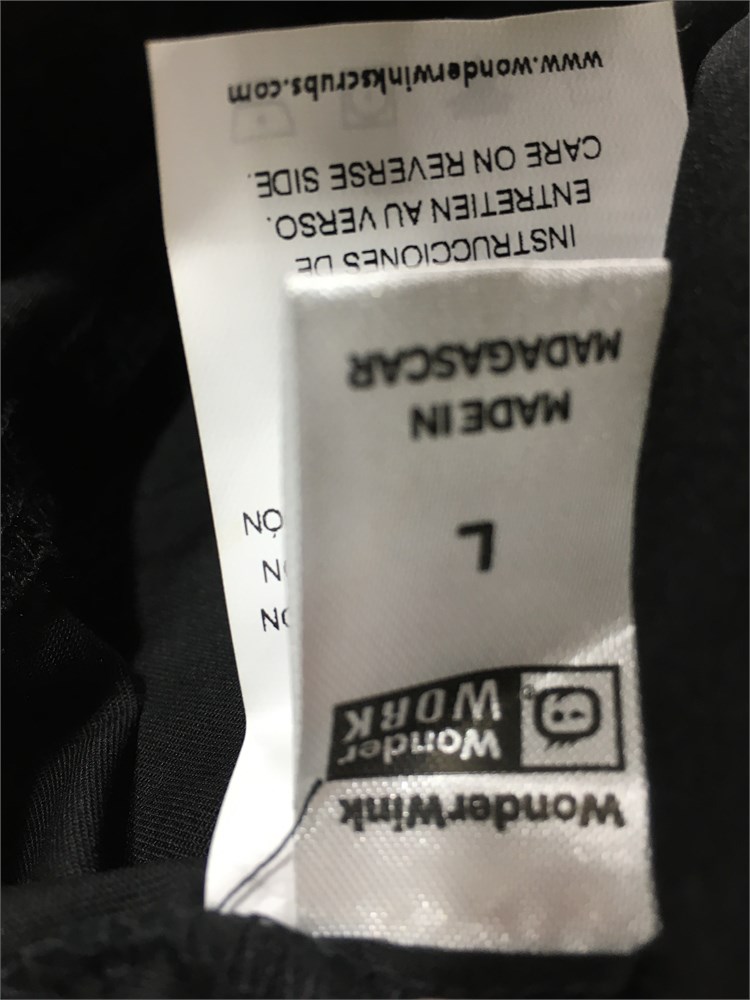 WonderWink
Wonder
WORK
L
MADE IN
MADAGASCAR
INSTRUCCIONES DE
ENTRETIEN AU VERSO.
CARE ON REVERSE SIDE.
www.wonderwinkscrubs.com